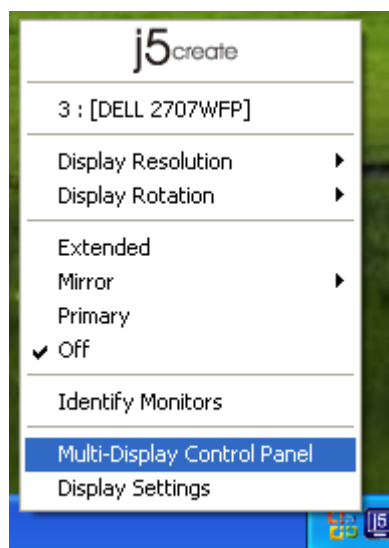 j5create
3 : [DELL 2707WFP]
Display Resolution
Display Rotation
Extended
Mirror
Primary
Off
Identify Monitors
Multi-Display Control Panel
Display Settings
j5